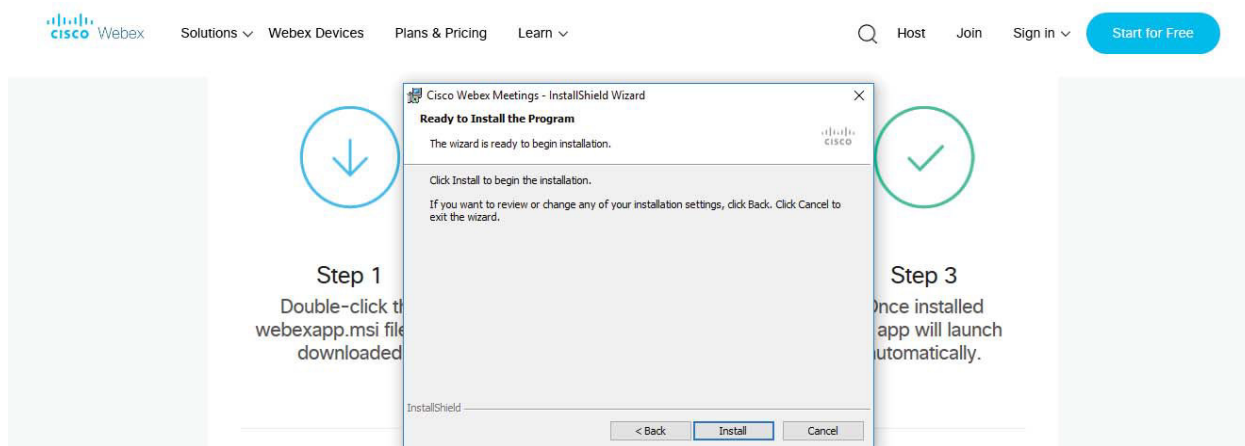 CISCO Webex Solutions Webex Devices Plans & Pricing Learn Host Join Sign in Start for Free
Cisco Webex Meetings - InstallShield Wizard
Ready to Install the Program
The wizard is ready to begin installation.
CISCO
Click Install to begin the installation.
If you want to review or change any of your installation settings, click Back. Click Cancel to
exit the wizard.
InstallShield
< Back Install Cancel
Step 1
Double-click
webexapp.msi
downloaded
Step 3
installed
app will launch
automatically.